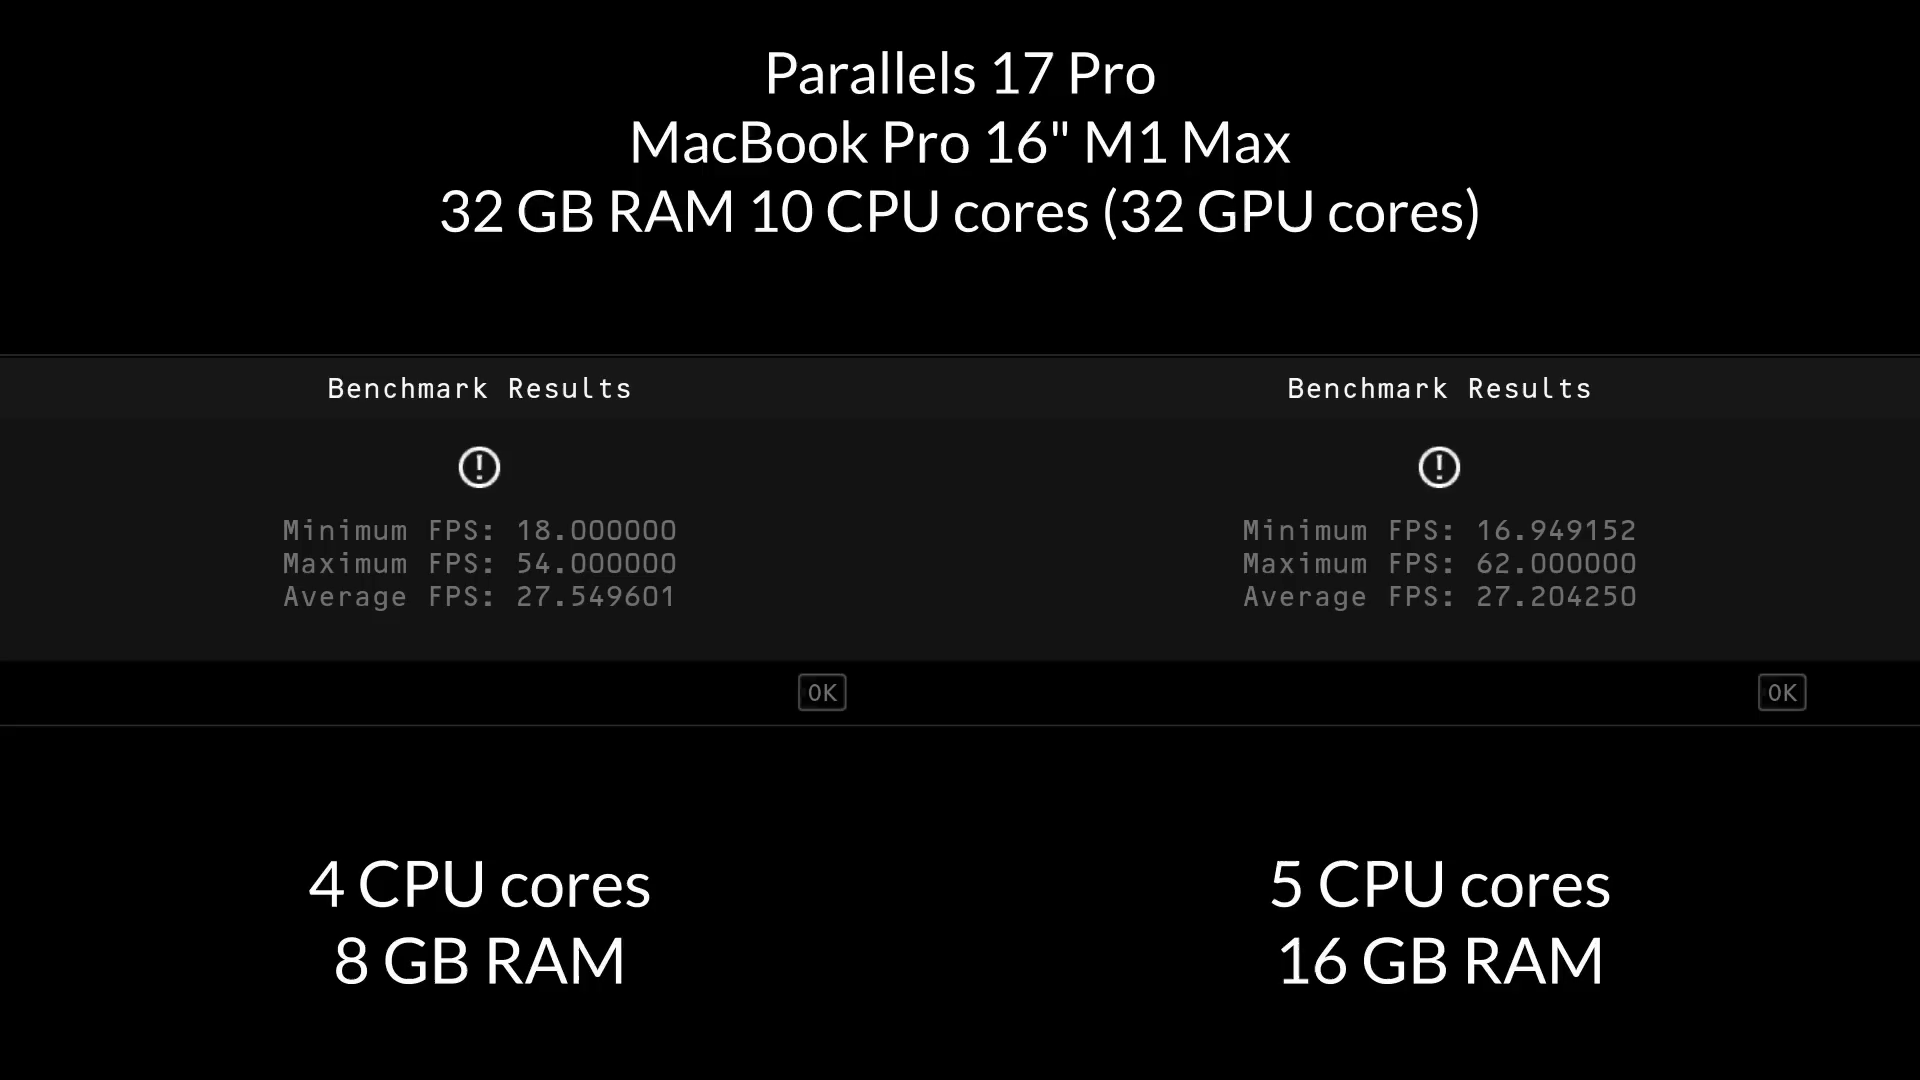 Parallels 17 Pro
MacBook Pro 16" M1 Max
32 GB RAM 10 CPU cores (32 GPU cores)
Benchmark Results
Minimum FPS: 18.000000
Maximum FPS: 54.000000
Average FPS: 27.549601
OK
4 CPU cores
8 GB RAM
Benchmark Results
Minimum FPS: 16.949152
Maximum FPS: 62.000000
Average FPS: 27.204250
OK
5 CPU cores
16 GB RAM